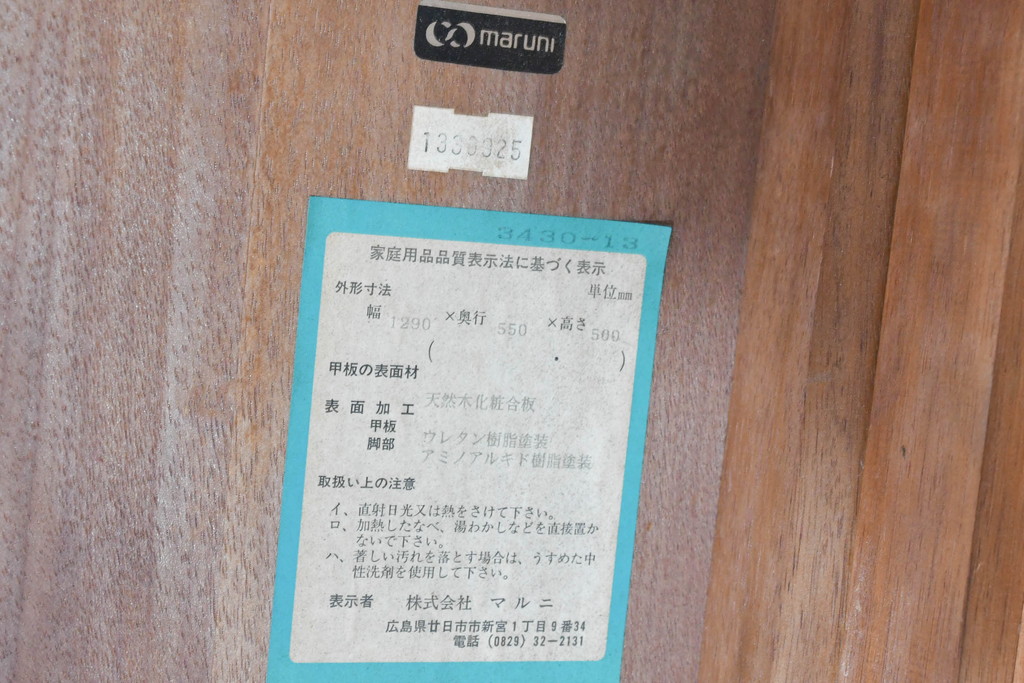 maruni
1330325
3430-13
家庭用品品質表示法に基づく表示
外形寸法 単位mm
幅 1290 ×奥行 550 ×高さ 500
( ・ )
甲板の表面材
天然木化粧合板
表面加工
甲板 ウレタン樹脂塗装
脚部 アミノアルキド樹脂塗装
取扱い上の注意
イ、直射日光又は熱をさけて下さい。
ロ、加熱したなべ、湯わかしなどを直接置か
ないで下さい。
ハ、著しい汚れを落とす場合は、うすめた中
性洗剤を使用して下さい。
表示者 株式会社 マルニ
広島県廿日市市新宮1丁目9番34
電話 (0829) 32-2131